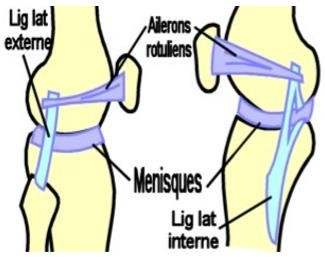 Lig lat
externe
Ailerons
rotuliens
Menisques
Lig lat
interne